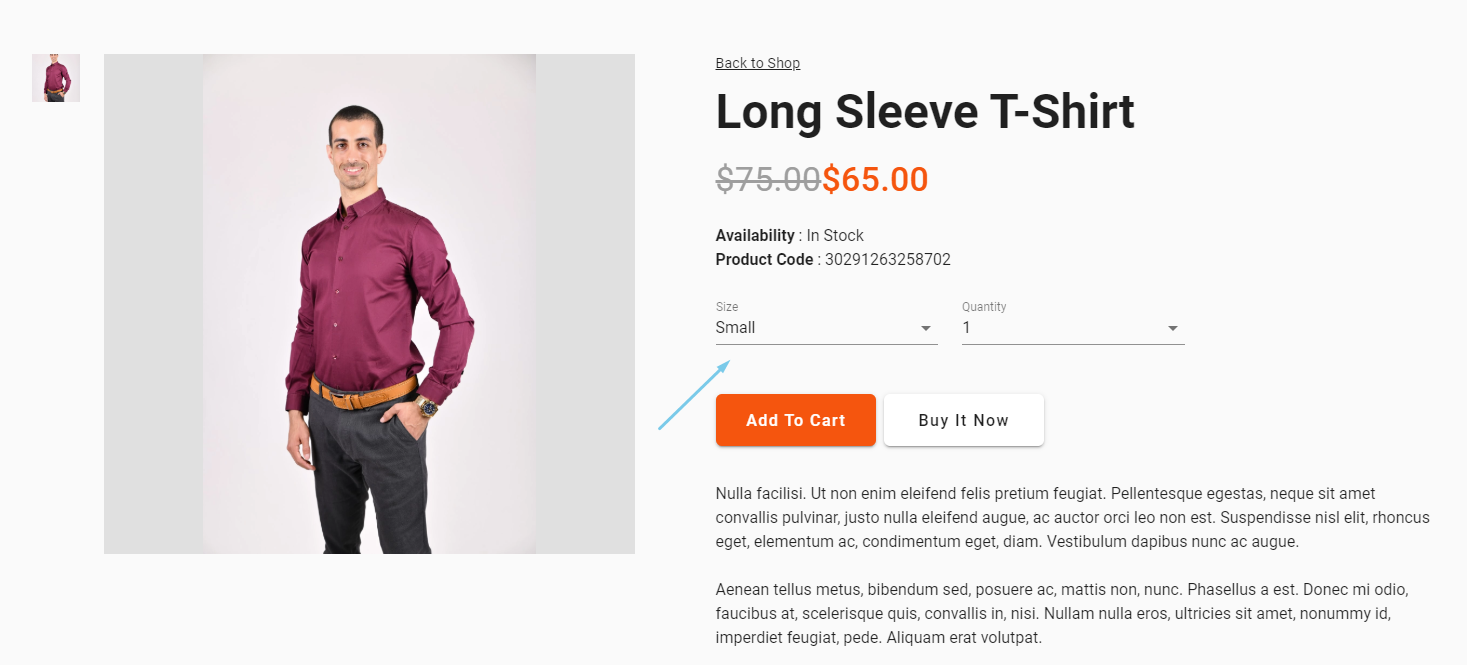 Back to Shop
Long Sleeve T-Shirt
$75.00$65.00
Availability : In Stock
Product Code : 30291263258702
Size
Small
Quantity
1
Add To Cart
Buy It Now
Nulla facilisi. Ut non enim eleifend felis pretium feugiat. Pellentesque egestas, neque sit amet
convallis pulvinar, justo nulla eleifend augue, ac auctor orci leo non est. Suspendisse nisl elit, rhoncus
eget, elementum ac, condimentum eget, diam. Vestibulum dapibus nunc ac augue.
Aenean tellus metus, bibendum sed, posuere ac, mattis non, nunc. Phasellus a est. Donec mi odio,
faucibus at, scelerisque quis, convallis in, nisi. Nullam nulla eros, ultricies sit amet, nonummy id,
imperdiet feugiat, pede. Aliquam erat volutpat.